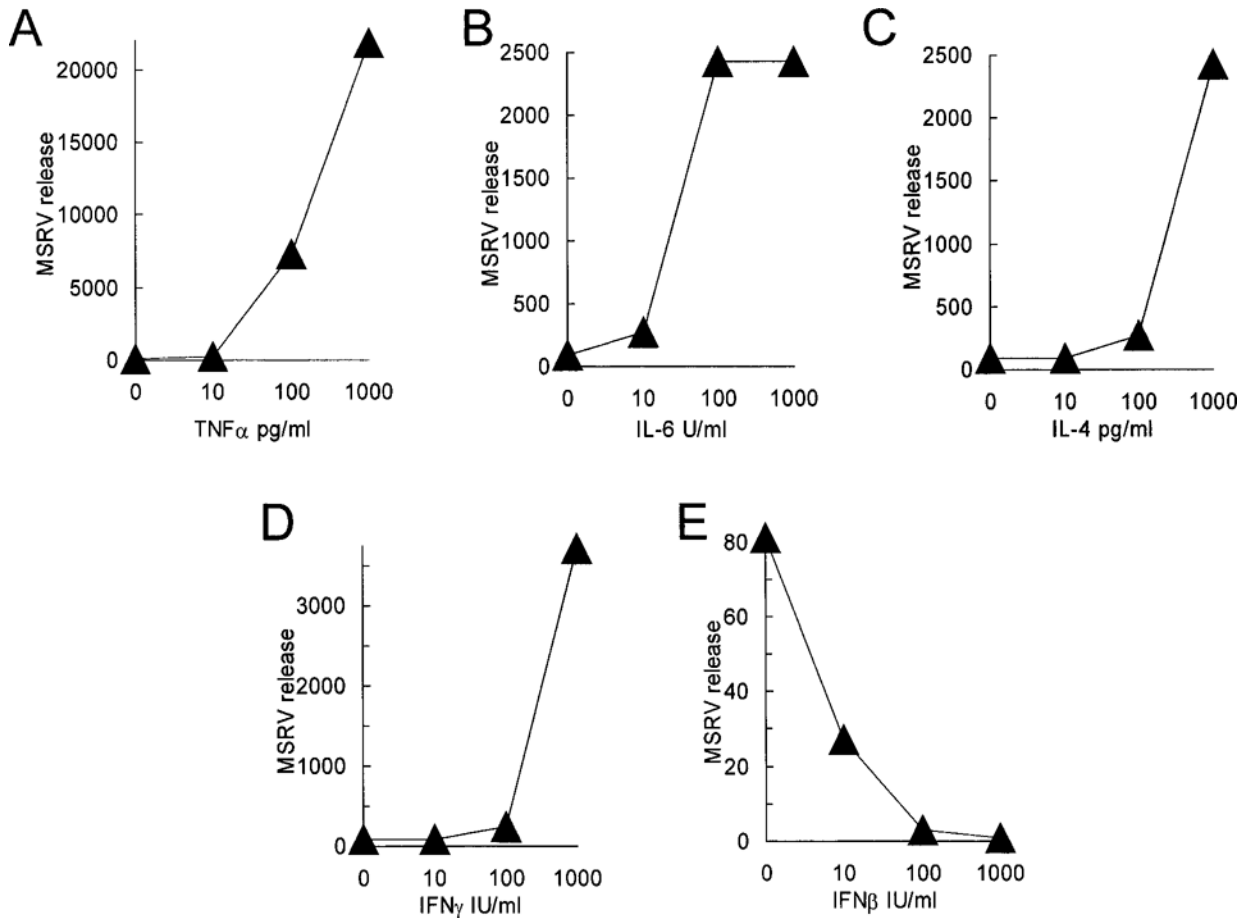 A
MSRV release
20000
15000
10000
5000
0
0 10 100 1000
TNFα pg/ml
B
MSRV release
2500
2000
1500
1000
500
0
0 10 100 1000
IL-6 U/ml
C
MSRV release
2500
2000
1500
1000
500
0
0 10 100 1000
IL-4 pg/ml
D
MSRV release
3000
2000
1000
0
0 10 100 1000
IFNγ IU/ml
E
MSRV release
80
60
40
20
0
0 10 100 1000
IFNβ IU/ml